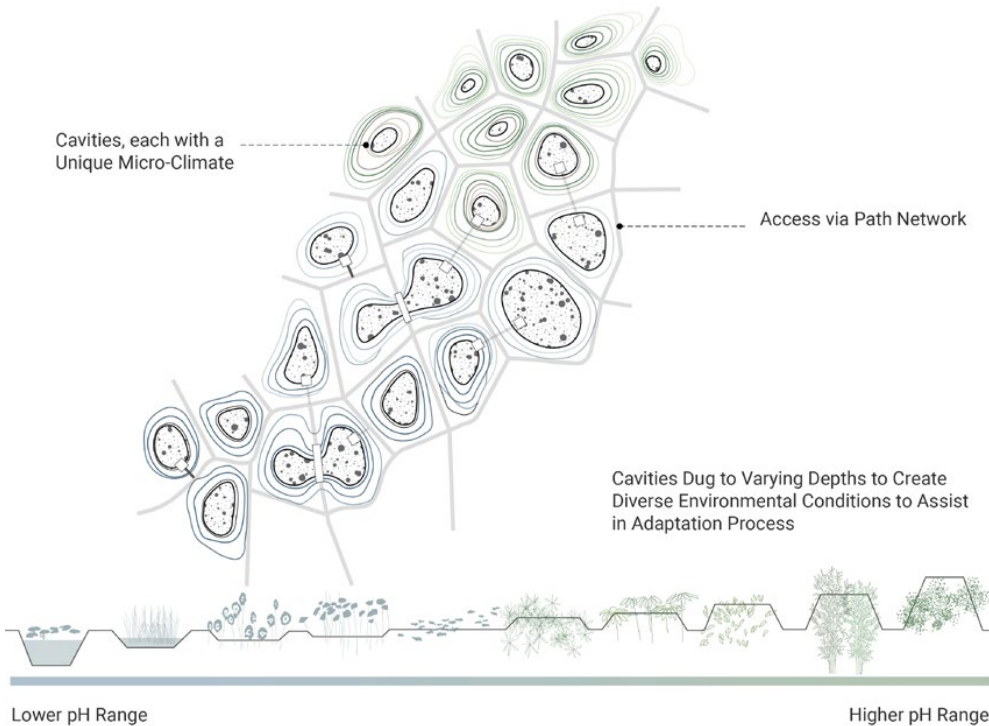 Cavities, each with a
Unique Micro-Climate
Access via Path Network
Cavities Dug to Varying Depths to Create
Diverse Environmental Conditions to Assist
in Adaptation Process
Lower pH Range
Higher pH Range